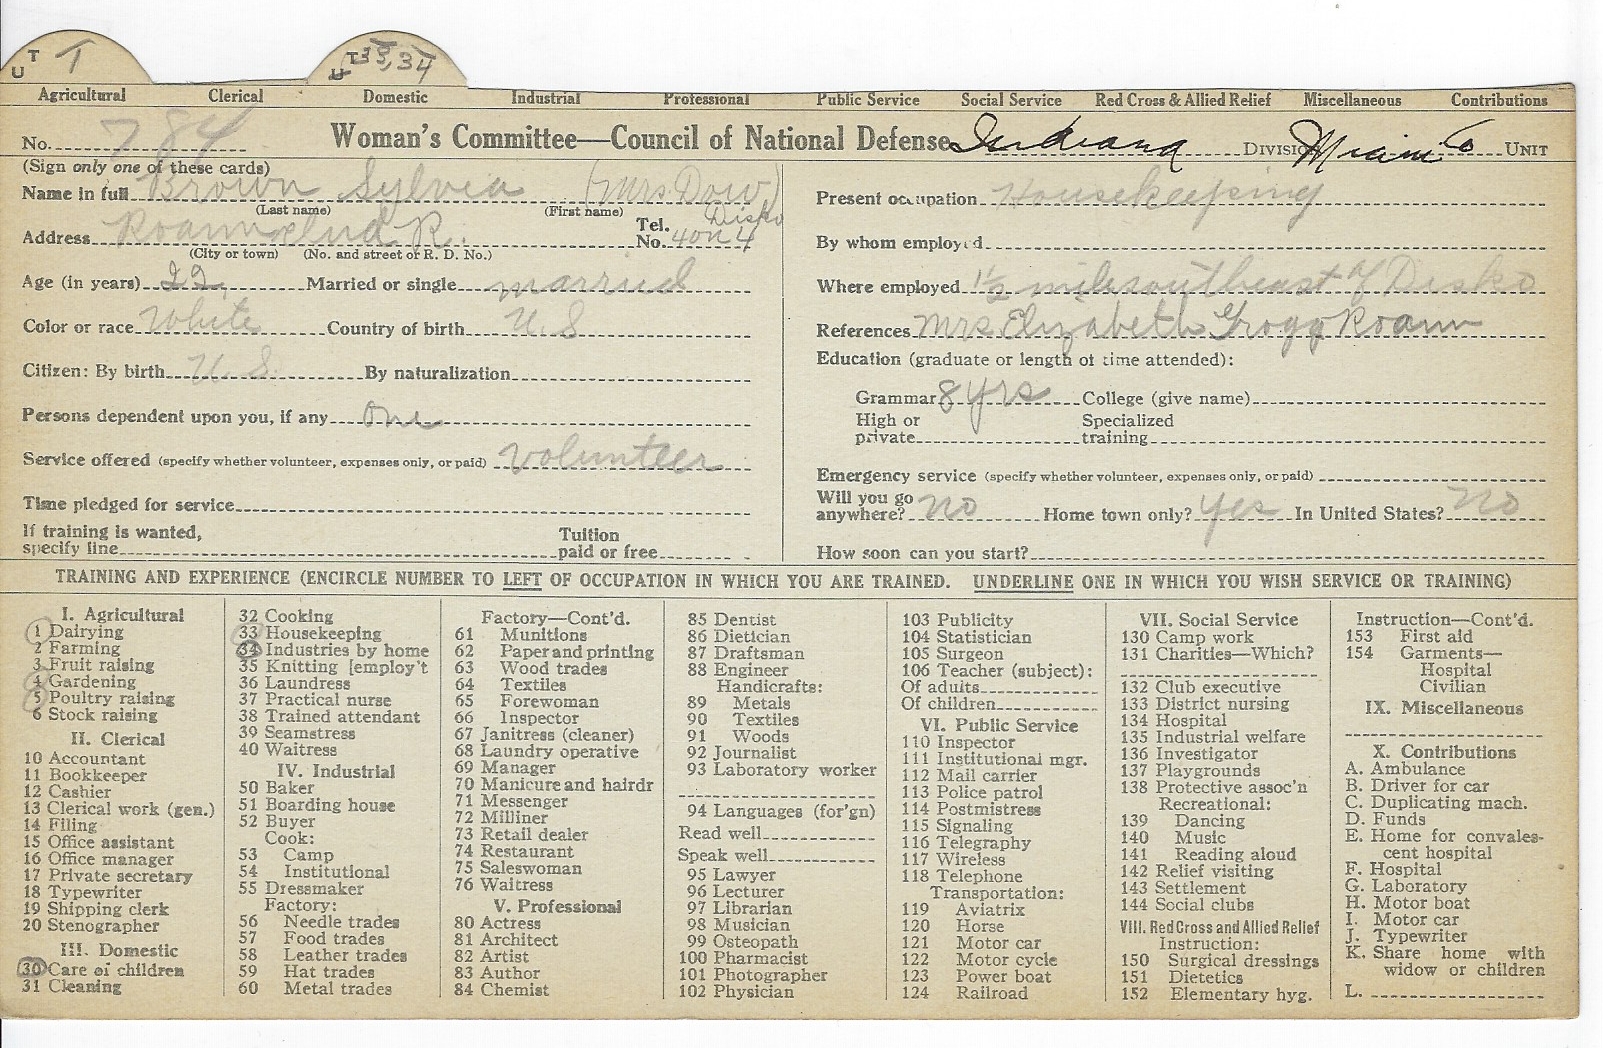 T U T
T U 33, 34
Agricultural Clerical Domestic Industrial Professional Public Service Social Service Red Cross & Allied Relief Miscellaneous Contributions
No. 784 Woman's Committee—Council of National Defense Indiana Division Miami Co Unit
(Sign only one of these cards)
Name in full Brown Sylvia (Mrs. Dow)
(Last name) (First name)
Address Roann Ind R. Tel. No. 4 on 4 Disko
(City or town) (No. and street or R. D. No.)
Age (in years) 22 Married or single married
Color or race White Country of birth U. S
Citizen: By birth U. S. By naturalization
Persons dependent upon you, if any One
Service offered (specify whether volunteer, expenses only, or paid) volunteer
Time pledged for service
If training is wanted, specify line Tuition paid or free
Present occupation Housekeeping
By whom employed
Where employed 1½ mile southeast of Disko
References Mrs Elizabeth Grogg Roann
Education (graduate or length of time attended):
Grammar 8 yrs College (give name)
High or private Specialized training
Emergency service (specify whether volunteer, expenses only, or paid)
Will you go anywhere? no Home town only? yes In United States? no
How soon can you start?
TRAINING AND EXPERIENCE (ENCIRCLE NUMBER TO LEFT OF OCCUPATION IN WHICH YOU ARE TRAINED. UNDERLINE ONE IN WHICH YOU WISH SERVICE OR TRAINING)
I. Agricultural
1 Dairying
2 Farming
3 Fruit raising
4 Gardening
5 Poultry raising
6 Stock raising
II. Clerical
10 Accountant
11 Bookkeeper
12 Cashier
13 Clerical work (gen.)
14 Filing
15 Office assistant
16 Office manager
17 Private secretary
18 Typewriter
19 Shipping clerk
20 Stenographer
III. Domestic
30 Care of children
31 Cleaning
32 Cooking
33 Housekeeping
34 Industries by home
35 Knitting [employ't
36 Laundress
37 Practical nurse
38 Trained attendant
39 Seamstress
40 Waitress
IV. Industrial
50 Baker
51 Boarding house
52 Buyer
Cook:
53 Camp
54 Institutional
55 Dressmaker
Factory:
56 Needle trades
57 Food trades
58 Leather trades
59 Hat trades
60 Metal trades
Factory—Cont'd.
61 Munitions
62 Paper and printing
63 Wood trades
64 Textiles
65 Forewoman
66 Inspector
67 Janitress (cleaner)
68 Laundry operative
69 Manager
70 Manicure and hairdr
71 Messenger
72 Milliner
73 Retail dealer
74 Restaurant
75 Saleswoman
76 Waitress
V. Professional
80 Actress
81 Architect
82 Artist
83 Author
84 Chemist
85 Dentist
86 Dietician
87 Draftsman
88 Engineer
Handicrafts:
89 Metals
90 Textiles
91 Woods
92 Journalist
93 Laboratory worker
94 Languages (for'gn)
Read well
Speak well
95 Lawyer
96 Lecturer
97 Librarian
98 Musician
99 Osteopath
100 Pharmacist
101 Photographer
102 Physician
103 Publicity
104 Statistician
105 Surgeon
106 Teacher (subject):
Of adults
Of children
VI. Public Service
110 Inspector
111 Institutional mgr.
112 Mail carrier
113 Police patrol
114 Postmistress
115 Signaling
116 Telegraphy
117 Wireless
118 Telephone
Transportation:
119 Aviatrix
120 Horse
121 Motor car
122 Motor cycle
123 Power boat
124 Railroad
VII. Social Service
130 Camp work
131 Charities—Which?
132 Club executive
133 District nursing
134 Hospital
135 Industrial welfare
136 Investigator
137 Playgrounds
138 Protective assoc'n
Recreational:
139 Dancing
140 Music
141 Reading aloud
142 Relief visiting
143 Settlement
144 Social clubs
VIII. Red Cross and Allied Relief
Instruction:
150 Surgical dressings
151 Dietetics
152 Elementary hyg.
Instruction—Cont'd.
153 First aid
154 Garments—
Hospital
Civilian
IX. Miscellaneous
X. Contributions
A. Ambulance
B. Driver for car
C. Duplicating mach.
D. Funds
E. Home for convales-
cent hospital
F. Hospital
G. Laboratory
H. Motor boat
I. Motor car
J. Typewriter
K. Share home with
widow or children
L.